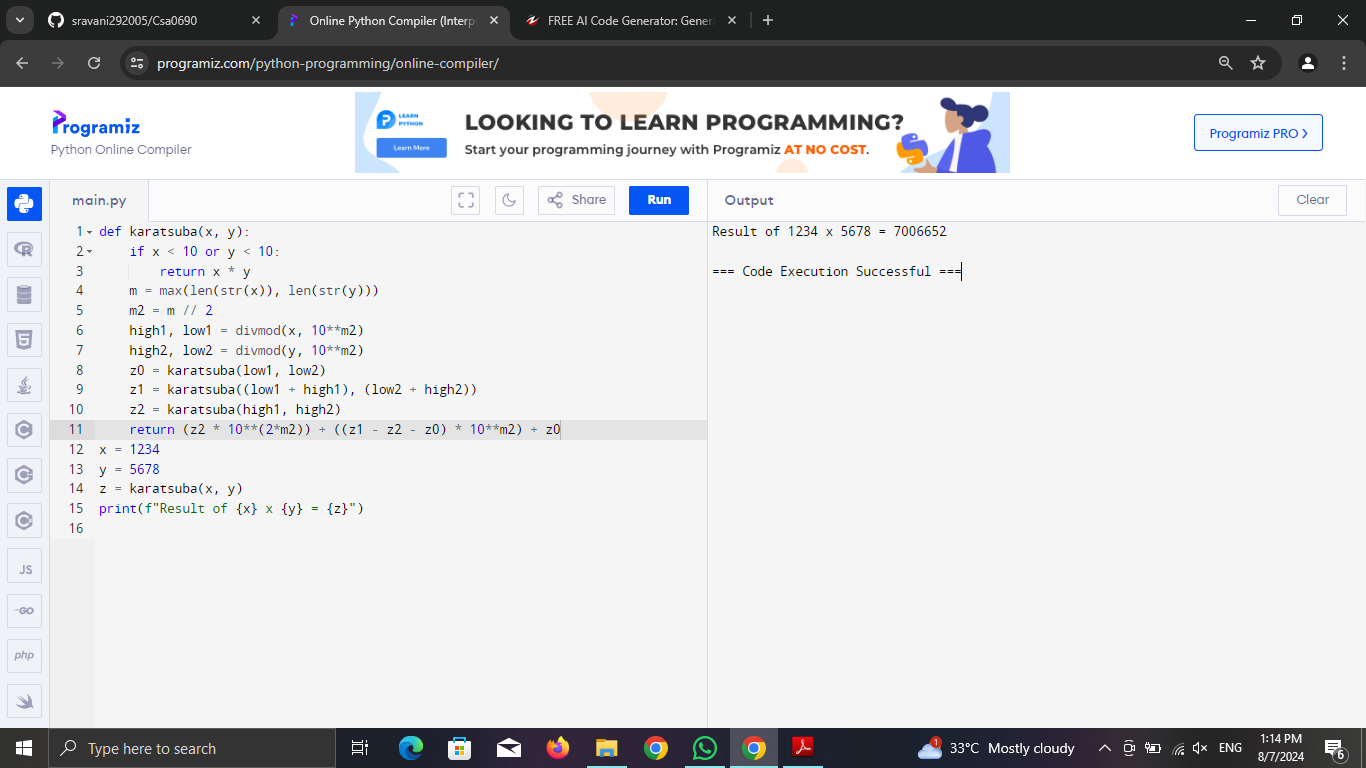 sravani292005/Csa0690
Online Python Compiler (Interp
FREE AI Code Generator: Genera
programiz.com/python-programming/online-compiler/
Programiz
Python Online Compiler
LEARN
PYTHON
Learn More
LOOKING TO LEARN PROGRAMMING?
Start your programming journey with Programiz AT NO COST.
Programiz PRO >
main.py
Share
Run
Output
Clear
1 def karatsuba(x, y):
2     if x < 10 or y < 10:
3         return x * y
4     m = max(len(str(x)), len(str(y)))
5     m2 = m // 2
6     high1, low1 = divmod(x, 10**m2)
7     high2, low2 = divmod(y, 10**m2)
8     z0 = karatsuba(low1, low2)
9     z1 = karatsuba((low1 + high1), (low2 + high2))
10     z2 = karatsuba(high1, high2)
11     return (z2 * 10**(2*m2)) + ((z1 - z2 - z0) * 10**m2) + z0
12 x = 1234
13 y = 5678
14 z = karatsuba(x, y)
15 print(f"Result of {x} x {y} = {z}")
16
Result of 1234 x 5678 = 7006652
=== Code Execution Successful ===
JS
GO
php
Type here to search
1
33°C Mostly cloudy
ENG
1:14 PM
8/7/2024
6